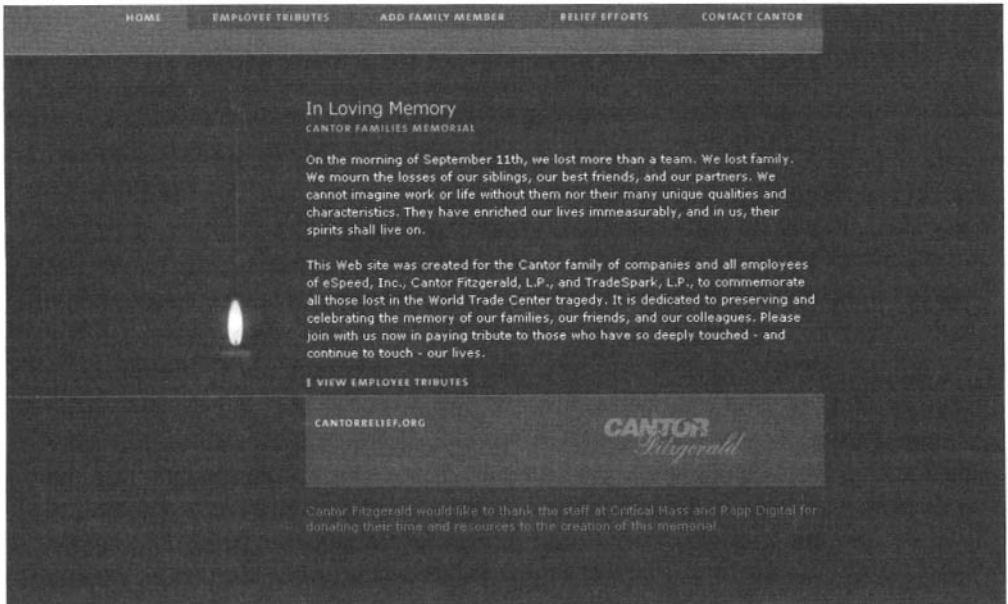 HOME EMPLOYEE TRIBUTES ADD FAMILY MEMBER RELIEF EFFORTS CONTACT CANTOR
In Loving Memory
CANTOR FAMILIES MEMORIAL
On the morning of September 11th, we lost more than a team. We lost family.
We mourn the losses of our siblings, our best friends, and our partners. We
cannot imagine work or life without them nor their many unique qualities and
characteristics. They have enriched our lives immeasurably, and in us, their
spirits shall live on.
This Web site was created for the Cantor family of companies and all employees
of eSpeed, Inc., Cantor Fitzgerald, L.P., and TradeSpark, L.P., to commemorate
all those lost in the World Trade Center tragedy. It is dedicated to preserving and
celebrating the memory of our families, our friends, and our colleagues. Please
join with us now in paying tribute to those who have so deeply touched - and
continue to touch - our lives.
VIEW EMPLOYEE TRIBUTES
CANTORRELIEF.ORG
CANTOR
Fitzgerald
Cantor Fitzgerald would like to thank the staff at Critical Mass and Rapp Digital for
donating their time and resources to the creation of this memorial.